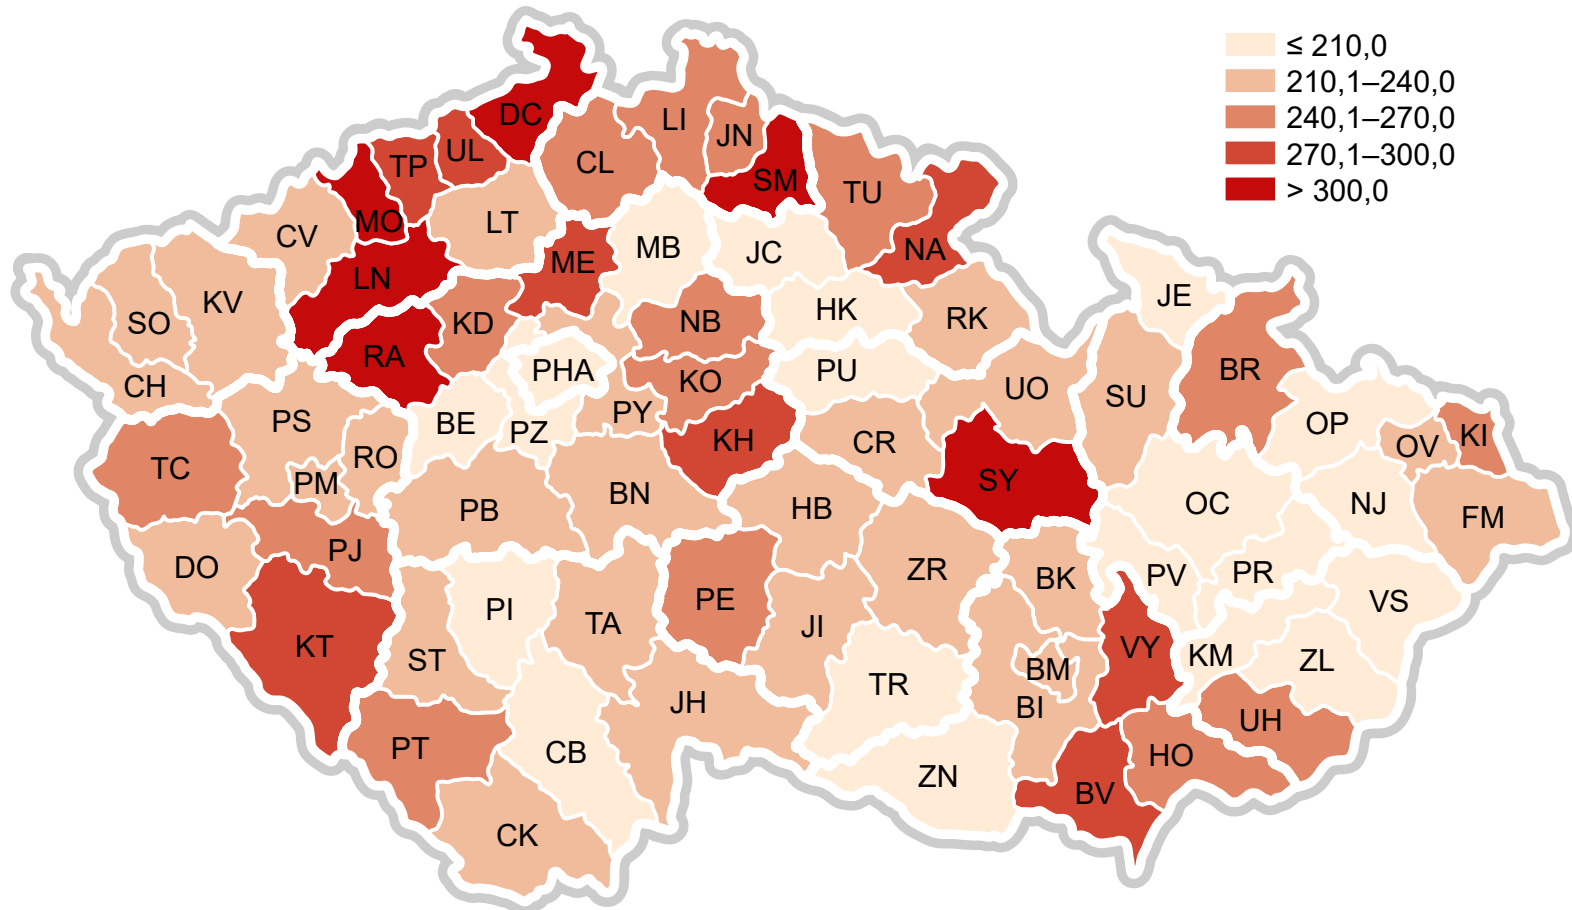 ≤ 210,0
210,1–240,0
240,1–270,0
270,1–300,0
> 300,0
DC
LI
JN
UL
TP
CL
SM
TU
MO
LT
CV
MB
JC
NA
ME
LN
JE
SO
KV
KD
NB
HK
RK
RA
PHA
KO
PU
BR
CH
UO
SU
PS
BE
PZ
PY
OP
KI
TC
RO
KH
CR
OV
PM
PB
BN
SY
HB
OC
NJ
FM
PJ
DO
ZR
BK
PV
PR
PI
TA
PE
VS
KT
ST
JI
VY
KM
ZL
BM
TR
JH
BI
UH
PT
CB
HO
ZN
BV
CK